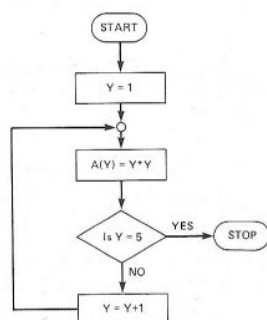 START
Y = 1
A(Y) = Y*Y
Is Y = 5
YES
STOP
NO
Y = Y+1